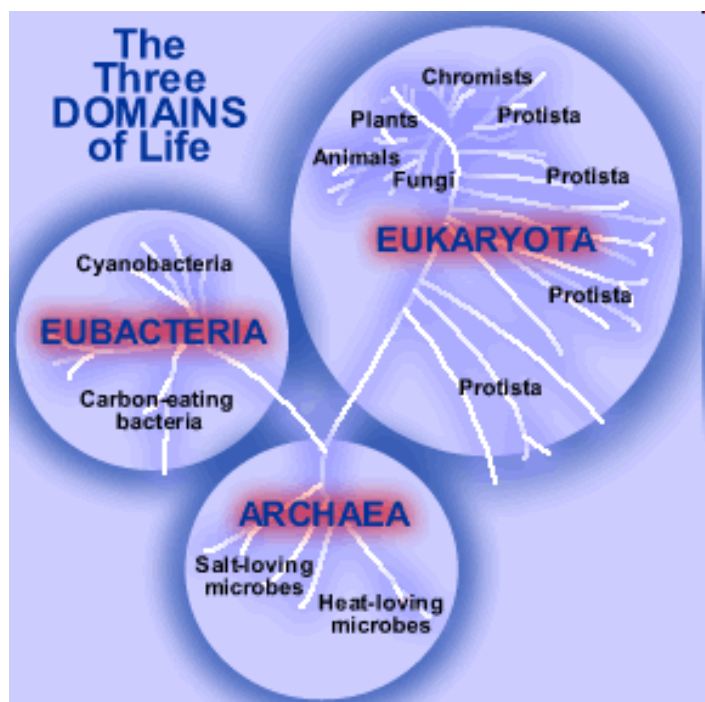 The
Three
DOMAINS
of Life
Chromists
Plants
Protista
Animals
Fungi
Protista
EUKARYOTA
Protista
Protista
Cyanobacteria
EUBACTERIA
Carbon-eating
bacteria
ARCHAEA
Salt-loving
microbes
Heat-loving
microbes